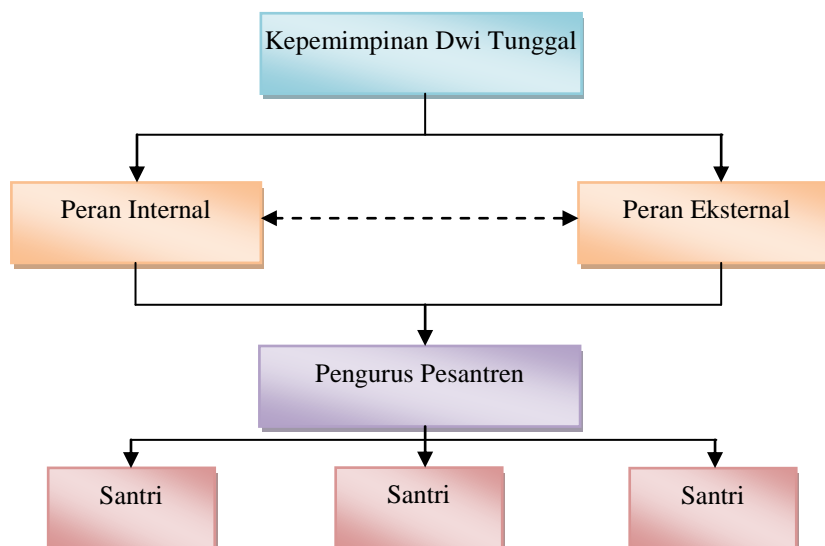 Kepemimpinan Dwi Tunggal
Peran Internal
Peran Eksternal
Pengurus Pesantren
Santri
Santri
Santri